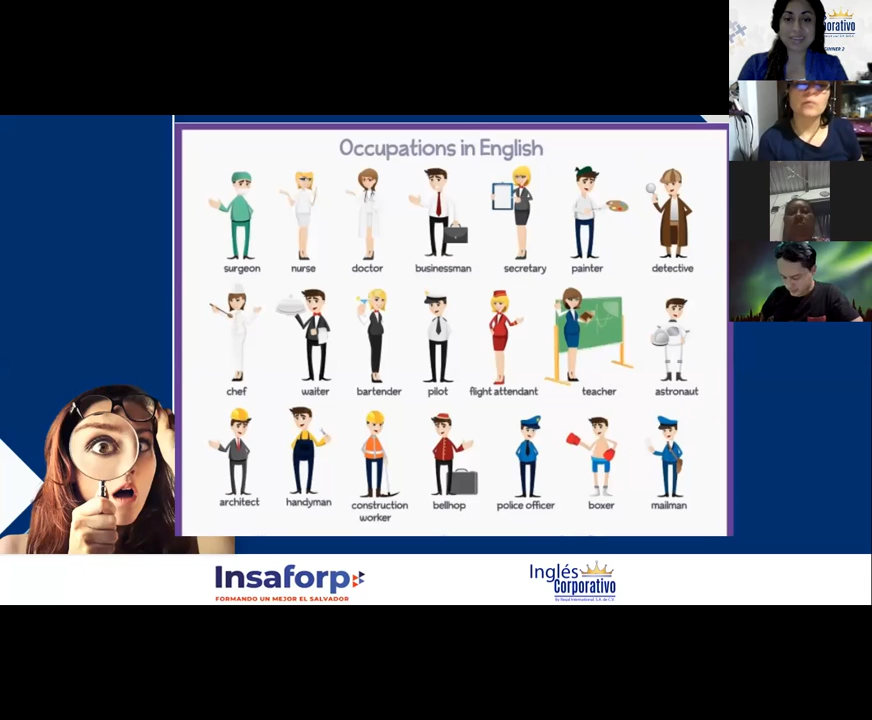 Occupations in English
surgeon nurse doctor businessman secretary painter detective
chef waiter bartender pilot flight attendant teacher astronaut
architect handyman construction worker bellhop police officer boxer mailman
Insaforp
FORMANDO UN MEJOR EL SALVADOR
Inglés
Corporativo